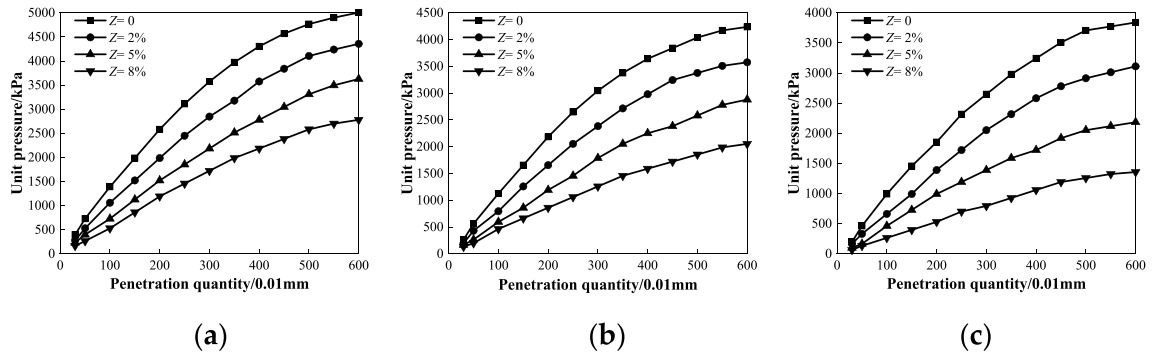 Z= 0
Z= 2%
Z= 5%
Z= 8%
5000
4500
4000
3500
3000
2500
2000
1500
1000
500
0
Unit pressure/kPa
0 100 200 300 400 500 600
Penetration quantity/0.01mm
(a)
Z= 0
Z= 2%
Z= 5%
Z= 8%
4500
4000
3500
3000
2500
2000
1500
1000
500
0
Unit pressure/kPa
0 100 200 300 400 500 600
Penetration quantity/0.01mm
(b)
Z= 0
Z= 2%
Z= 5%
Z= 8%
4000
3500
3000
2500
2000
1500
1000
500
0
Unit pressure/kPa
0 100 200 300 400 500 600
Penetration quantity/0.01mm
(c)